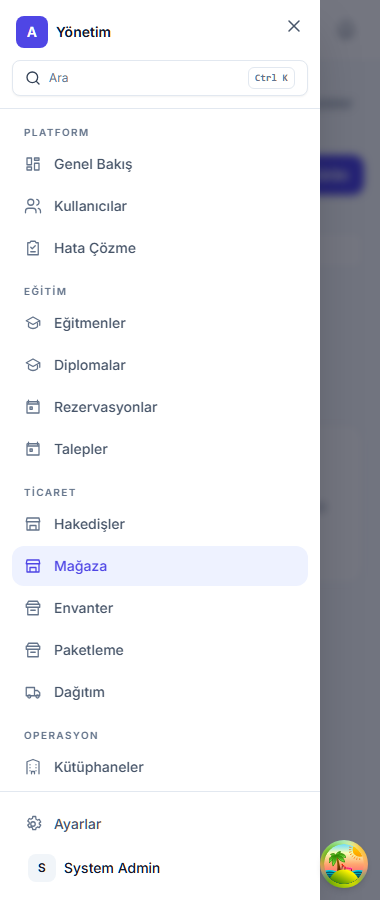 A Yönetim
Ara Ctrl K
PLATFORM
Genel Bakış
Kullanıcılar
Hata Çözme
EĞİTİM
Eğitmenler
Diplomalar
Rezervasyonlar
Talepler
TİCARET
Hakedişler
Mağaza
Envanter
Paketleme
Dağıtım
OPERASYON
Kütüphaneler
Ayarlar
S System Admin